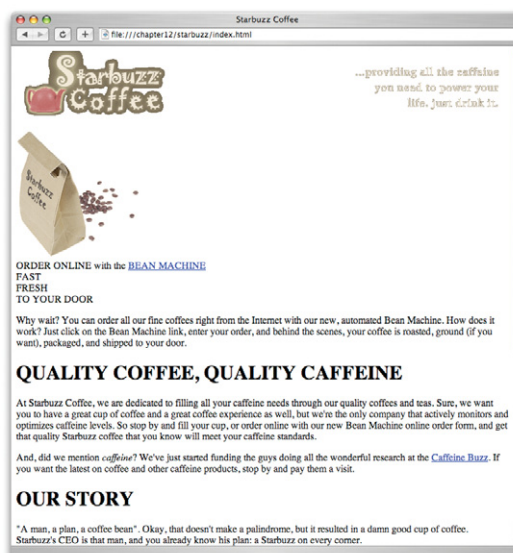 Starbuzz Coffee
file:///chapter12/starbuzz/index.html
Starbuzz
Coffee
...providing all the caffeine
you need to power your
life. just drink it.
Starbuzz
Coffee
ORDER ONLINE with the BEAN MACHINE
FAST
FRESH
TO YOUR DOOR
Why wait? You can order all our fine coffees right from the Internet with our new, automated Bean Machine. How does it
work? Just click on the Bean Machine link, enter your order, and behind the scenes, your coffee is roasted, ground (if you
want), packaged, and shipped to your door.
QUALITY COFFEE, QUALITY CAFFEINE
At Starbuzz Coffee, we are dedicated to filling all your caffeine needs through our quality coffees and teas. Sure, we want
you to have a great cup of coffee and a great coffee experience as well, but we're the only company that actively monitors and
optimizes caffeine levels. So stop by and fill your cup, or order online with our new Bean Machine online order form, and get
that quality Starbuzz coffee that you know will meet your caffeine standards.
And, did we mention caffeine? We've just started funding the guys doing all the wonderful research at the Caffeine Buzz. If
you want the latest on coffee and other caffeine products, stop by and pay them a visit.
OUR STORY
"A man, a plan, a coffee bean". Okay, that doesn't make a palindrome, but it resulted in a damn good cup of coffee.
Starbuzz's CEO is that man, and you already know his plan: a Starbuzz on every corner.